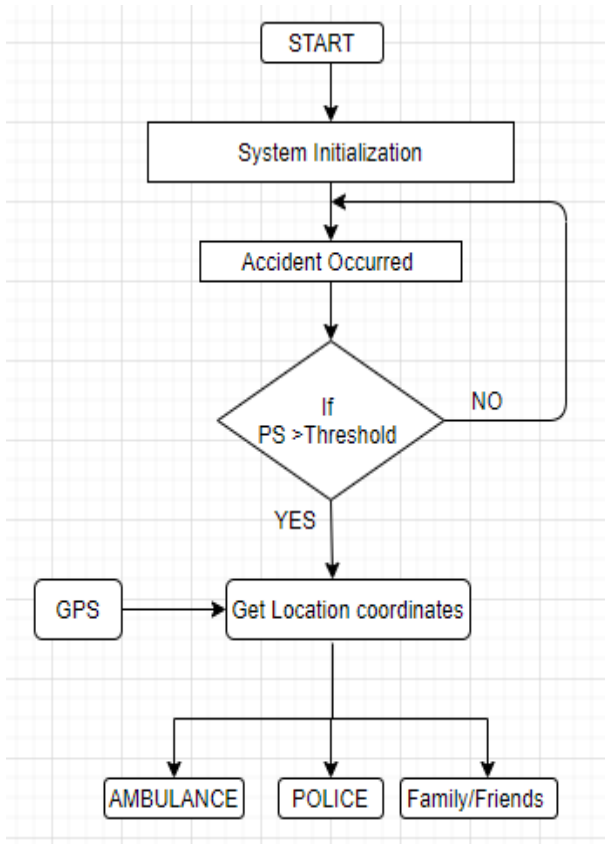 START
System Initialization
Accident Occurred
If
PS >Threshold
NO
YES
GPS
Get Location coordinates
AMBULANCE
POLICE
Family/Friends